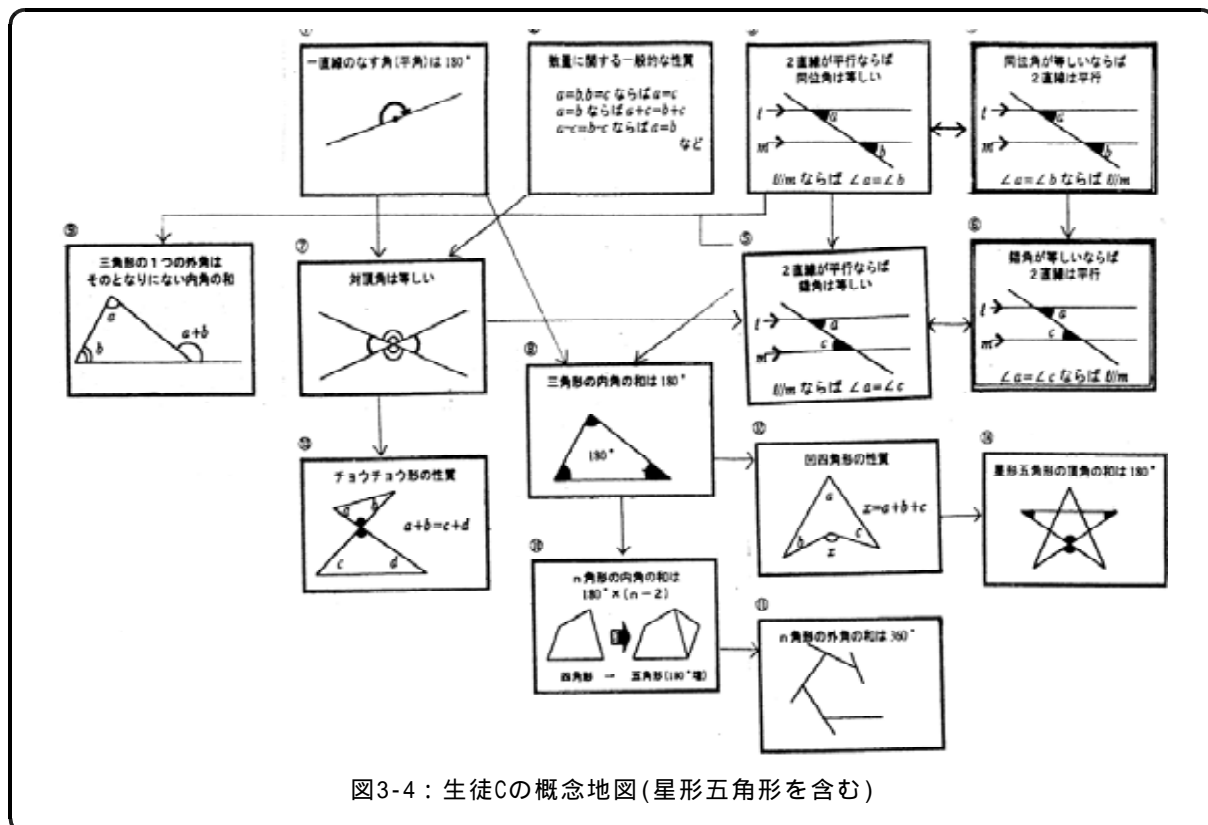 ①
一直線のなす角(平角)は180°
数量に関する一般的な性質
a=b,b=c ならば a=c
a=b ならば a+c=b+c
a-c=b-c ならば a=b
など
2直線が平行ならば
同位角は等しい
l
a
m
b
l//m ならば ∠a=∠b
同位角が等しいならば
2直線は平行
l
a
m
b
∠a=∠b ならば l//m
三角形の1つの外角は
そのとなりにない内角の和
a
b
a+b
⑦
対頂角は等しい
⑤
2直線が平行ならば
錯角は等しい
l
a
m
c
l//m ならば ∠a=∠c
⑥
錯角が等しいならば
2直線は平行
l
a
m
c
∠a=∠c ならば l//m
三角形の内角の和は180°
180°
チョウチョウ形の性質
a
b
a+b=c+d
c
d
⑫
凹四角形の性質
a
x=a+b+c
b
c
x
星形五角形の頂角の和は180°
⑩
n角形の内角の和は
180°×(n-2)
四角形 → 五角形(180°増)
⑪
n角形の外角の和は360°
図3-4：生徒Cの概念地図(星形五角形を含む)